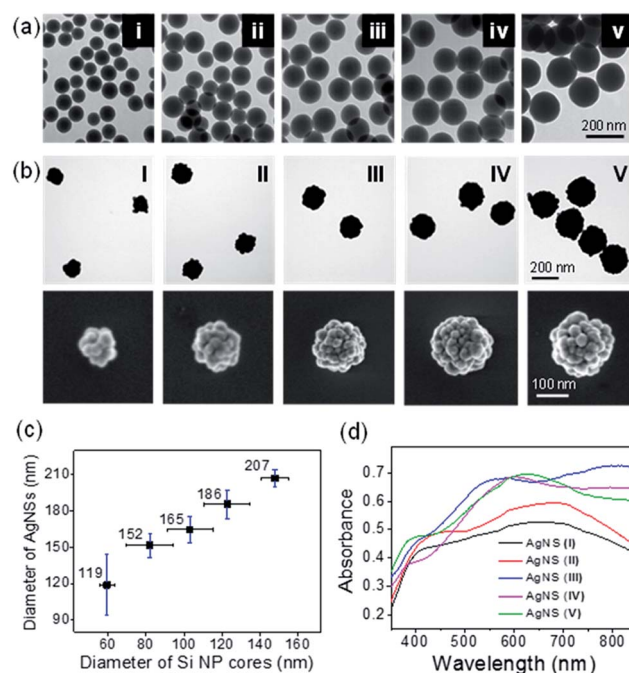 (a) i ii iii iv v
200 nm
(b) I II III IV V
200 nm
100 nm
(c)
Diameter of AgNSs (nm)
210
180
150
120
90
119
152
165
186
207
60 80 100 120 140 160
Diameter of Si NP cores (nm)
(d)
Absorbance
0.7
0.6
0.5
0.4
0.3
0.2
AgNS (I)
AgNS (II)
AgNS (III)
AgNS (IV)
AgNS (V)
400 500 600 700 800
Wavelength (nm)